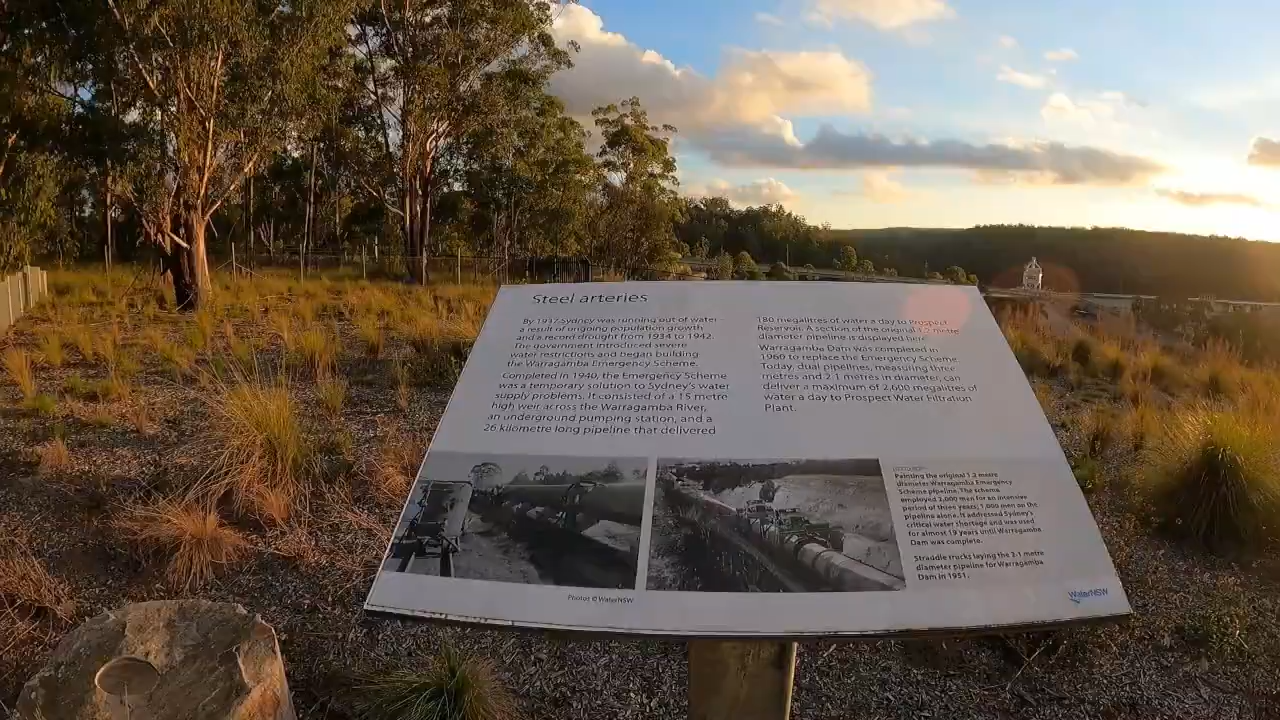 Steel arteries
By 1937 Sydney was running out of water –
a result of ongoing population growth
and a record drought from 1934 to 1942.
The government introduced severe
water restrictions and began building
the Warragamba Emergency Scheme.
Completed in 1940, the Emergency Scheme
was a temporary solution to Sydney's water
supply problems. It consisted of a 15 metre
high weir across the Warragamba River,
an underground pumping station, and a
26 kilometre long pipeline that delivered
180 megalitres of water a day to Prospect
Reservoir. A section of the original 1.2 metre
diameter pipeline is displayed here.
Warragamba Dam was completed in
1960 to replace the Emergency Scheme.
Today, dual pipelines, measuring three
metres and 2.1 metres in diameter, can
deliver a maximum of 2,600 megalitres of
water a day to Prospect Water Filtration
Plant.
Painting the original 1.2 metre
diameter Warragamba Emergency
Scheme pipeline. The scheme
employed 2,000 men for an intensive
period of three years; 1,000 men on the
pipeline alone. It addressed Sydney's
critical water shortage and was used
for almost 19 years until Warragamba
Dam was complete.
Straddle trucks laying the 2.1 metre
diameter pipeline for Warragamba
Dam in 1951.
Photos © WaterNSW
WaterNSW